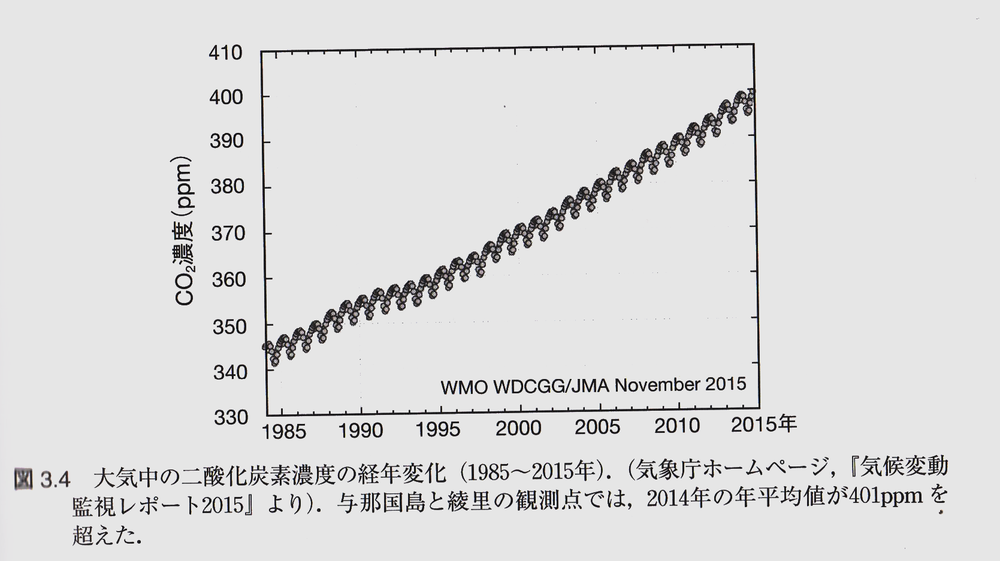 410
400
390
380
370
360
350
340
330
CO₂濃度(ppm)
WMO WDCGG/JMA November 2015
1985 1990 1995 2000 2005 2010 2015年
図 3.4 大気中の二酸化炭素濃度の経年変化（1985〜2015年）．（気象庁ホームページ，『気候変動
監視レポート2015』より）．与那国島と綾里の観測点では，2014年の年平均値が401ppm を
超えた．